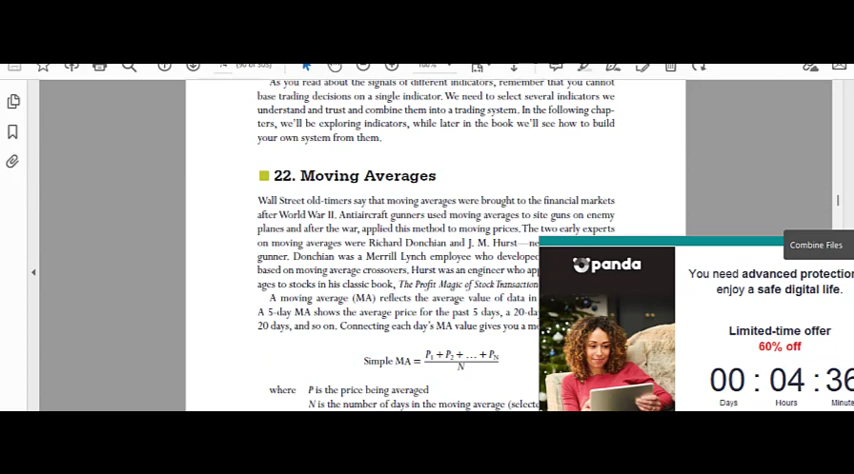 (90 of 305)
100%
As you read about the signals of different indicators, remember that you cannot
base trading decisions on a single indicator. We need to select several indicators we
understand and trust and combine them into a trading system. In the following chap-
ters, we'll be exploring indicators, while later in the book we'll see how to build
your own system from them.
22. Moving Averages
Wall Street old-timers say that moving averages were brought to the financial markets
after World War II. Antiaircraft gunners used moving averages to site guns on enemy
planes and after the war, applied this method to moving prices. The two early experts
on moving averages were Richard Donchian and J. M. Hurst—
gunner. Donchian was a Merrill Lynch employee who
based on moving average crossovers. Hurst was an engineer who
ages to stocks in his classic book, The Profit Magic of Stock
A moving average (MA) reflects the average value of data in
A 5-day MA shows the average price for the past 5 days, a
20 days, and so on. Connecting each day's MA value gives you a
Simple MA = P1 + P2 + ... + PN / N
where P is the price being averaged
N is the number of days in the moving average
Combine Files
panda
You need advanced
enjoy a safe digital life.
Limited-time offer
60% off
00 : 04 : 36
Days Hours